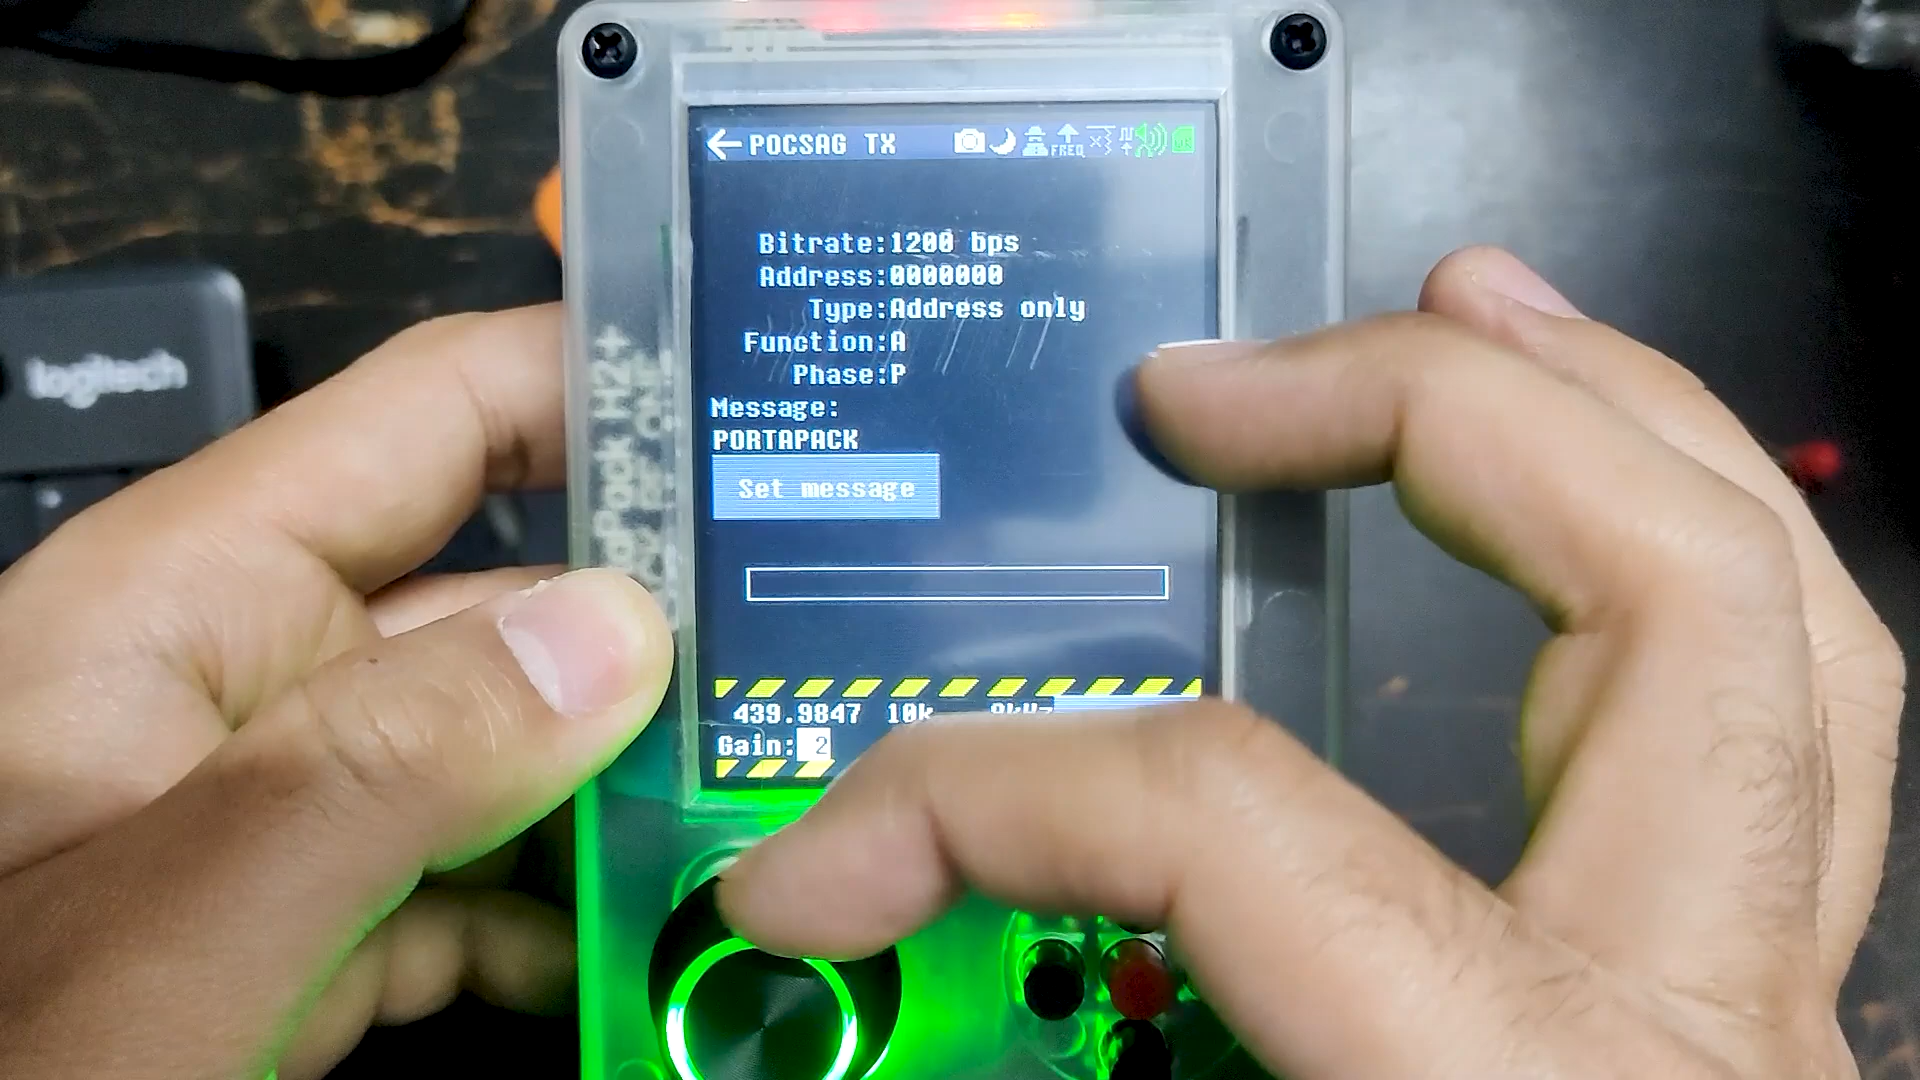 POCSAG TX
FREQ
Bitrate:1200 bps
Address:0000000
Type:Address only
Function:A
Phase:P
Message:
PORTAPACK
Set message
439.9847 10k
Gain: 2
logitech
H2+